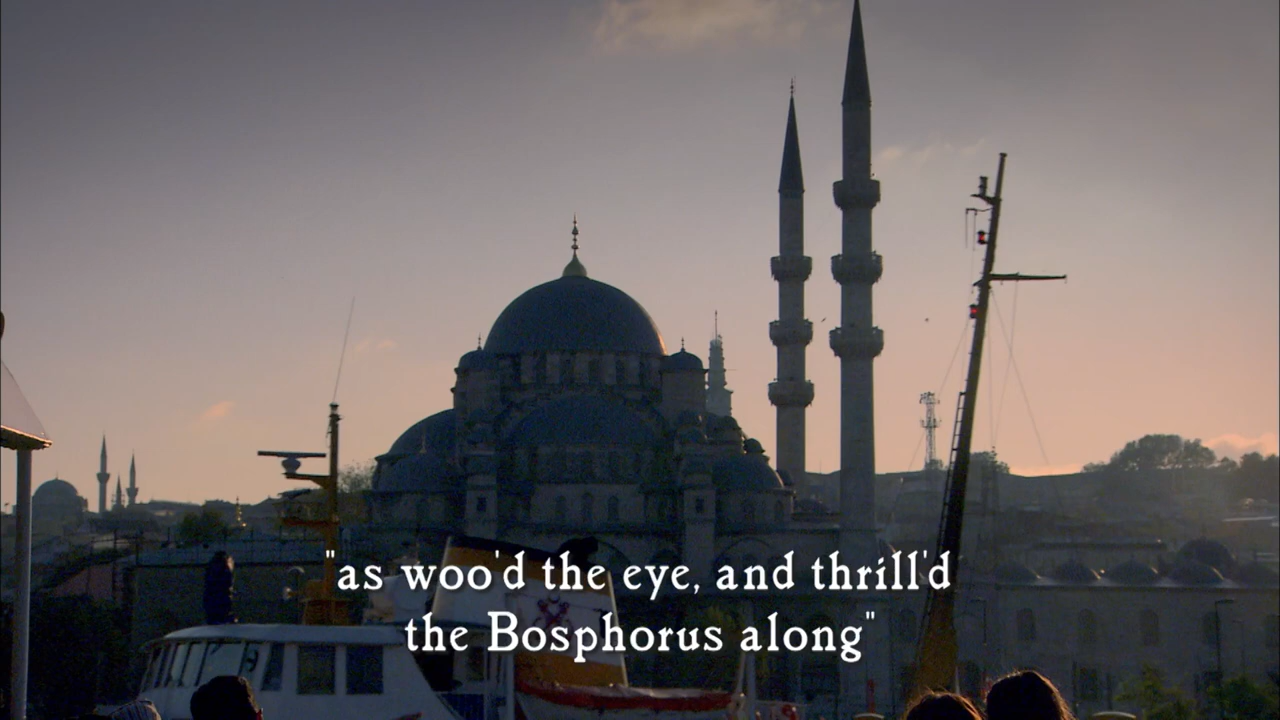 "as woo'd the eye, and thrill'd
the Bosphorus along"